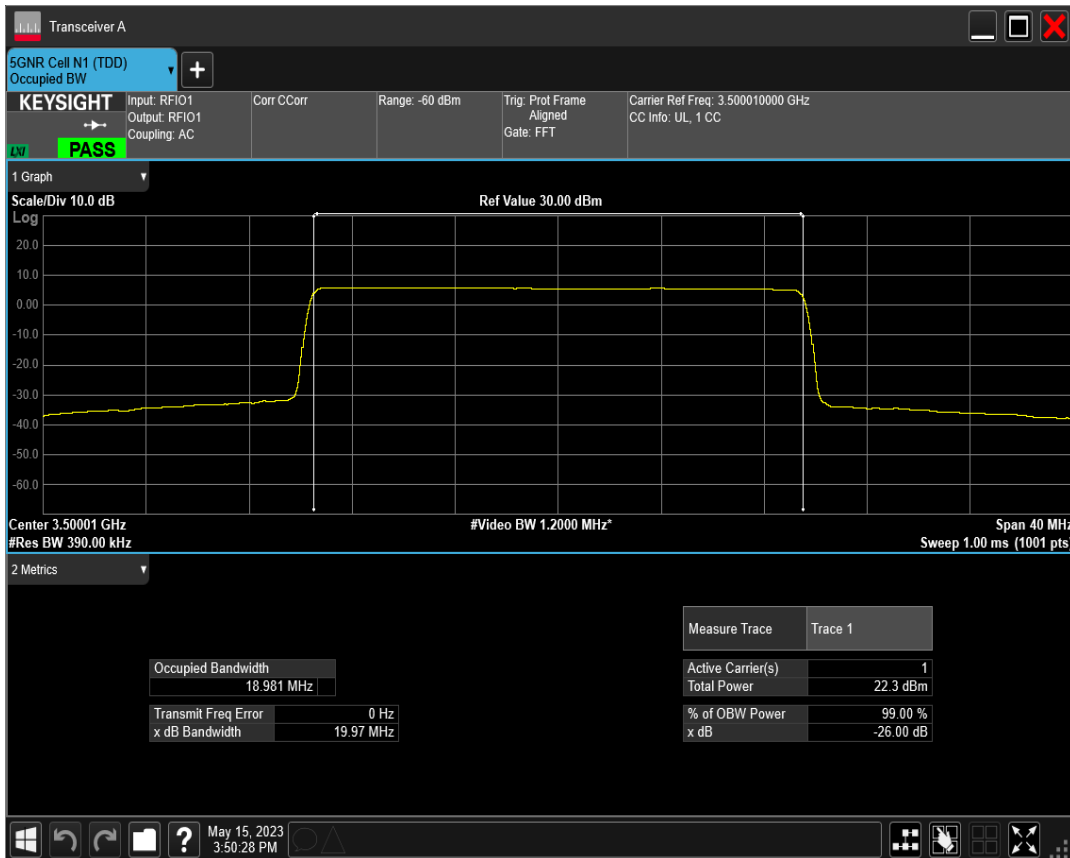 Transceiver A
5GNR Cell N1 (TDD)
Occupied BW
+
KEYSIGHT
LXI
PASS
Input: RFIO1
Output: RFIO1
Coupling: AC
Corr CCorr
Range: -60 dBm
Trig: Prot Frame
Aligned
Gate: FFT
Carrier Ref Freq: 3.500010000 GHz
CC Info: UL, 1 CC
1 Graph
Scale/Div 10.0 dB
Ref Value 30.00 dBm
Log
20.0
10.0
0.00
-10.0
-20.0
-30.0
-40.0
-50.0
-60.0
Center 3.50001 GHz
#Video BW 1.2000 MHz*
Span 40 MHz
#Res BW 390.00 kHz
Sweep 1.00 ms (1001 pts)
2 Metrics
Measure Trace
Trace 1
Occupied Bandwidth
18.981 MHz
Transmit Freq Error
0 Hz
x dB Bandwidth
19.97 MHz
Active Carrier(s)
1
Total Power
22.3 dBm
% of OBW Power
99.00 %
x dB
-26.00 dB
?
May 15, 2023
3:50:28 PM